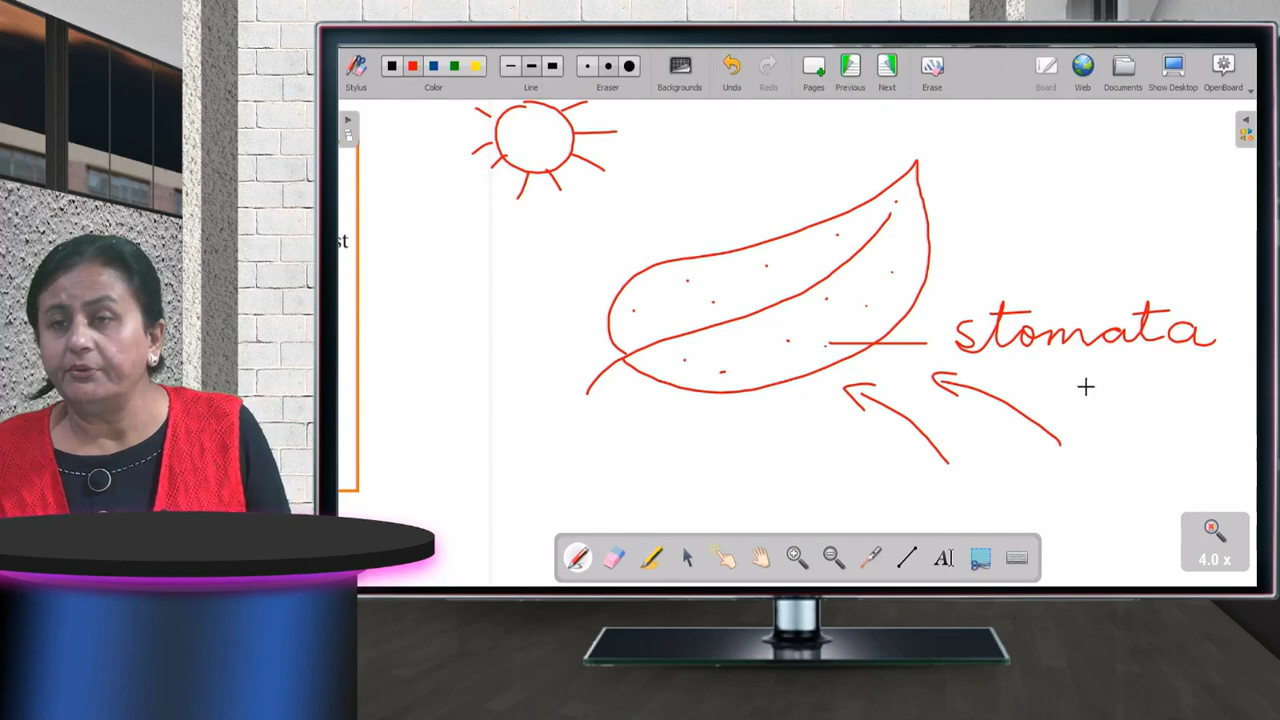 Stylus
Color
Line
Eraser
Backgrounds
Undo
Redo
Pages
Previous
Next
Erase
Board
Web
Documents
Show Desktop
OpenBoard
st
stomata
4.0 x